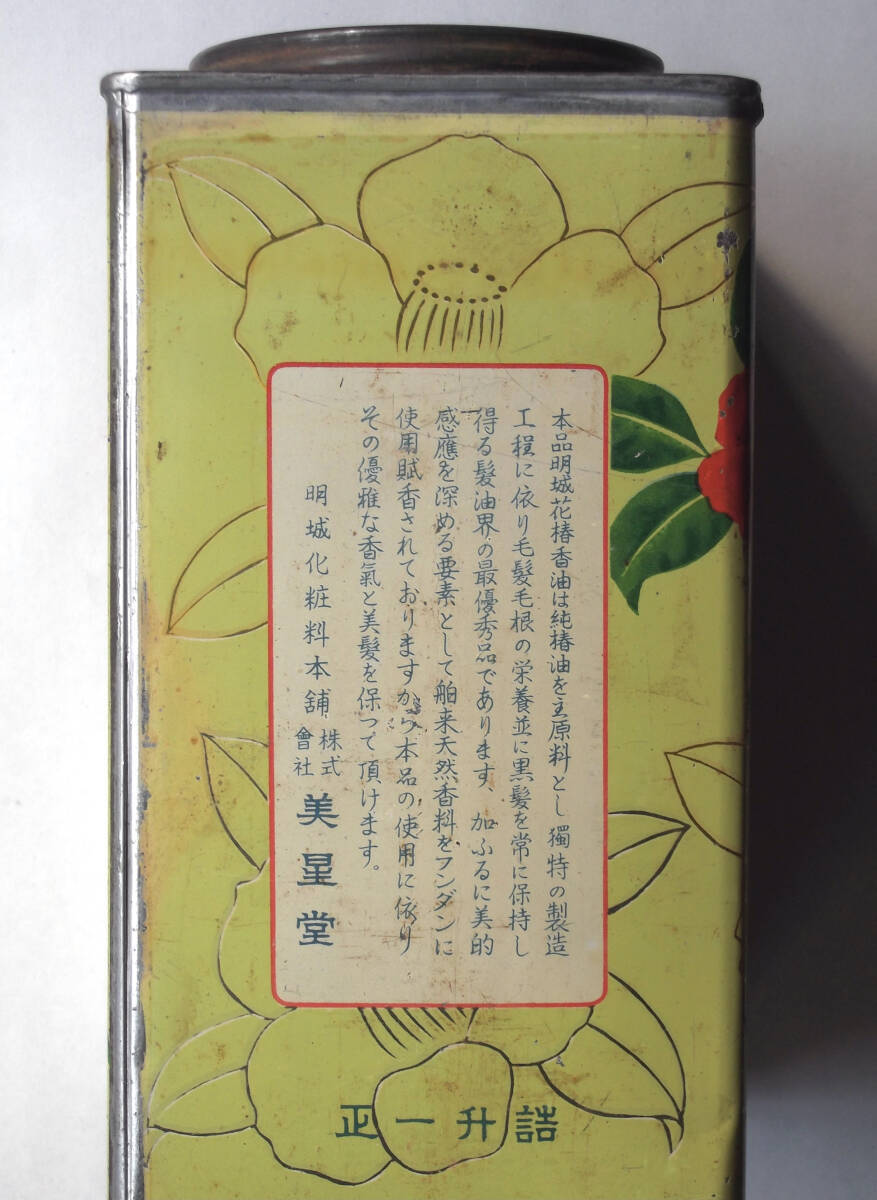 本品明城花椿香油は純椿油を主原料とし獨特の製造
工程に依り毛髪毛根の栄養並に黒髪を常に保持し
得る髪油界の最優秀品であります、加ふるに美的
感應を深める要素として舶来天然香料をフンダンに
使用賦香されておりますから本品の使用に依り
その優雅な香氣と美髪を保つて頂けます。
明城化粧料本舗 株式會社 美星堂
正一升詰